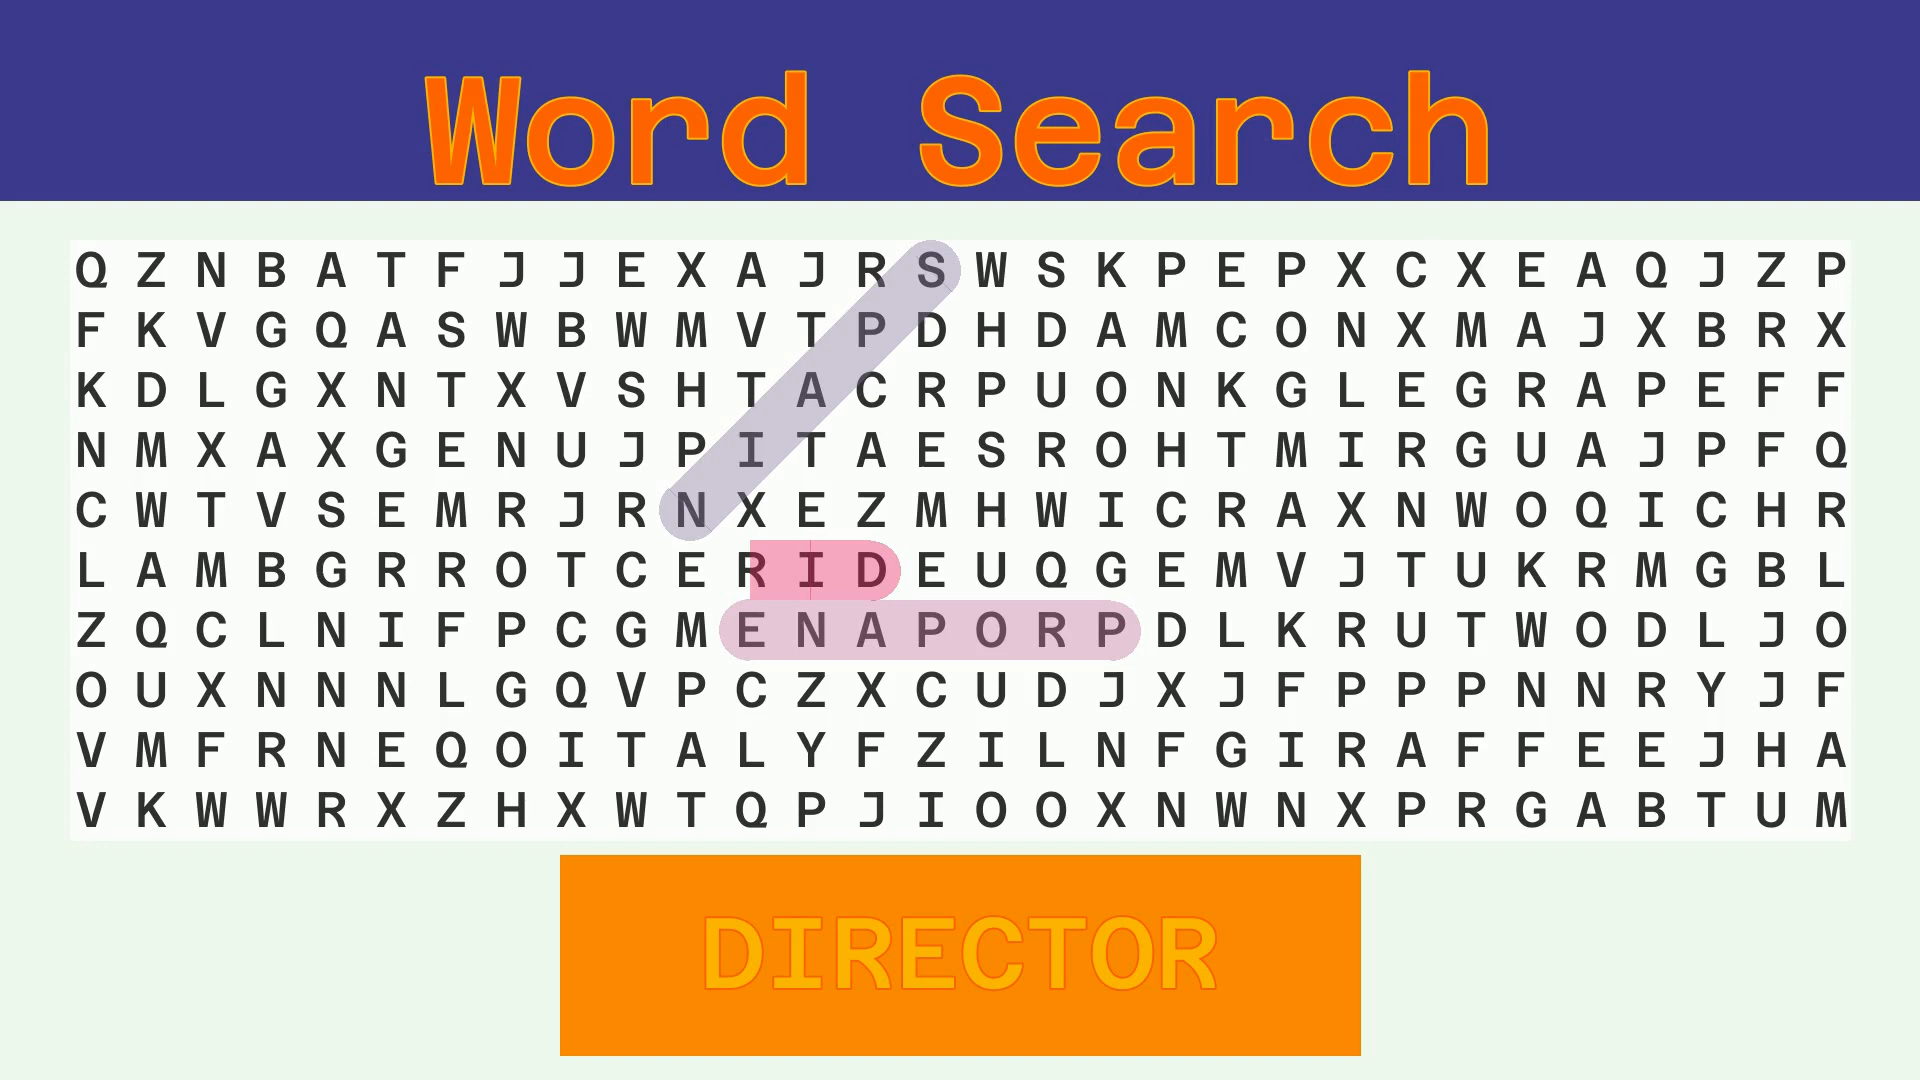 Word Search
Q Z N B A T F J J E X A J R S W S K P E P X C X E A Q J Z P
F K V G Q A S W B W M V T P D H D A M C O N X M A J X B R X
K D L G X N T X V S H T A C R P U O N K G L E G R A P E F F
N M X A X G E N U J P I T A E S R O H T M I R G U A J P F Q
C W T V S E M R J R N X E Z M H W I C R A X N W O Q I C H R
L A M B G R R O T C E R I D E U Q G E M V J T U K R M G B L
Z Q C L N I F P C G M E N A P O R P D L K R U T W O D L J O
O U X N N N L G Q V P C Z X C U D J X J F P P P N N R Y J F
V M F R N E Q O I T A L Y F Z I L N F G I R A F F E E J H A
V K W W R X Z H X W T Q P J I O O X N W N X P R G A B T U M
DIRECTOR